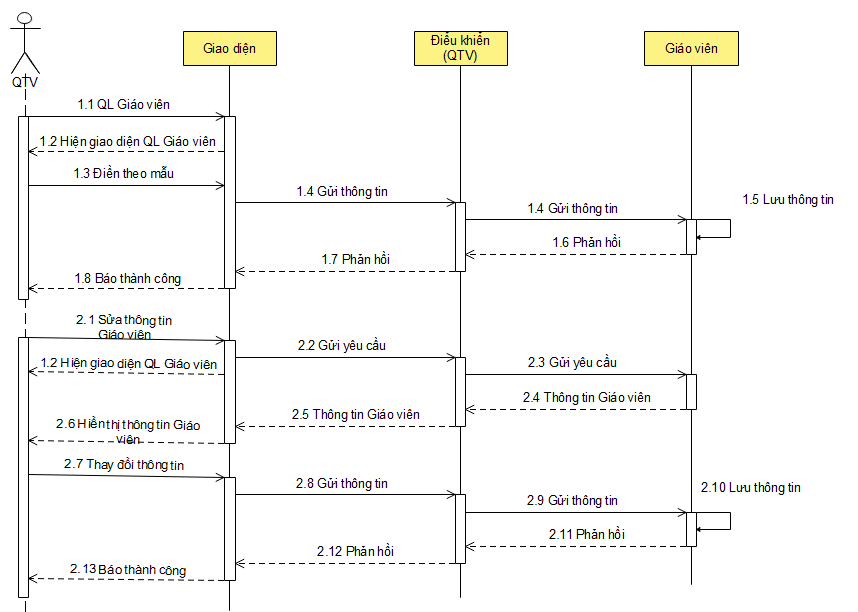 QTV
Giao diện
Điều khiển
(QTV)
Giáo viên
1.1 QL Giáo viên
1.2 Hiện giao diện QL Giáo viên
1.3 Điền theo mẫu
1.4 Gửi thông tin
1.4 Gửi thông tin
1.5 Lưu thông tin
1.6 Phản hồi
1.7 Phản hồi
1.8 Báo thành công
2.1 Sửa thông tin
Giáo viên
2.2 Gửi yêu cầu
1.2 Hiện giao diện QL Giáo viên
2.3 Gửi yêu cầu
2.4 Thông tin Giáo viên
2.5 Thông tin Giáo viên
2.6 Hiển thị thông tin Giáo
viên
2.7 Thay đổi thông tin
2.8 Gửi thông tin
2.9 Gửi thông tin
2.10 Lưu thông tin
2.11 Phản hồi
2.12 Phản hồi
2.13 Báo thành công